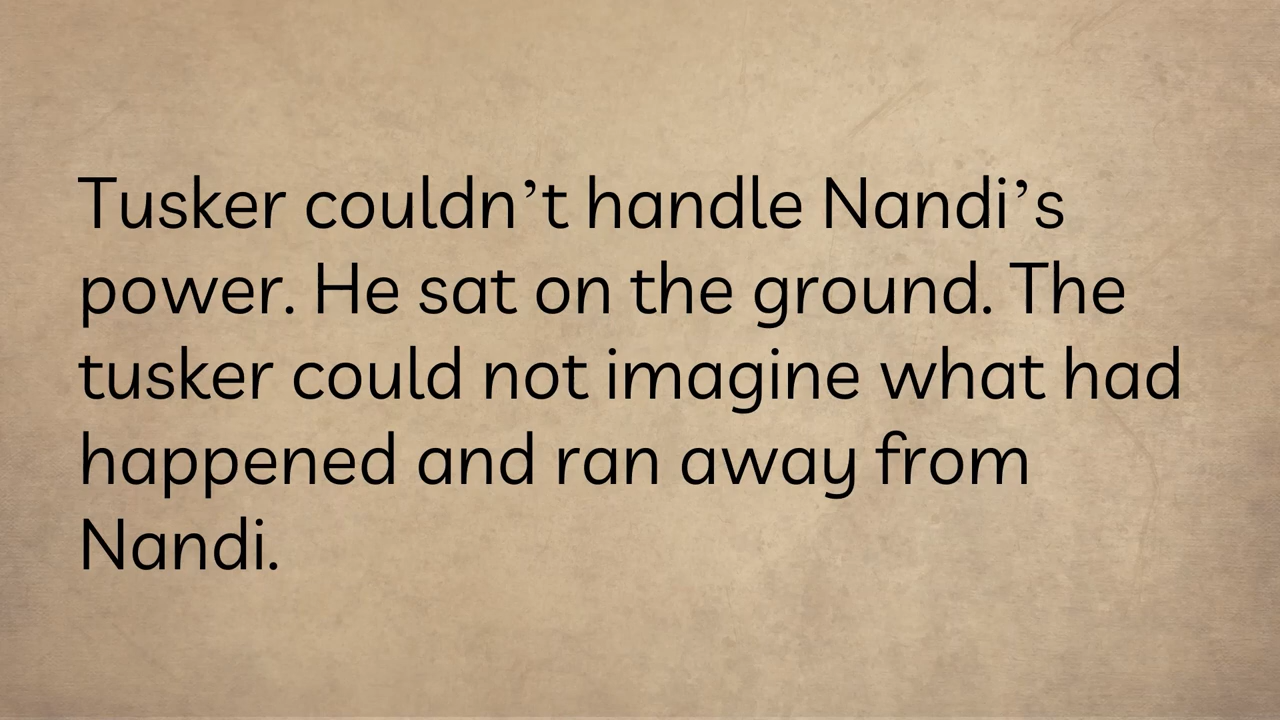 Tusker couldn’t handle Nandi’s
power. He sat on the ground. The
tusker could not imagine what had
happened and ran away from
Nandi.